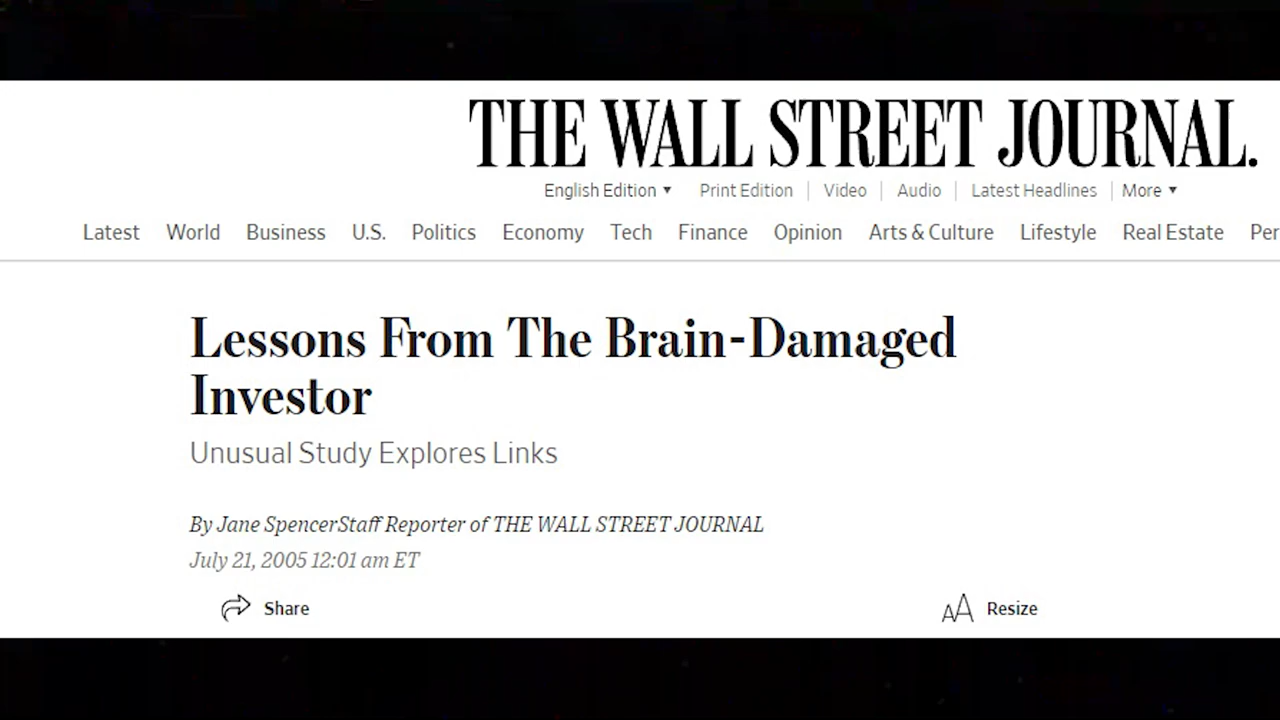 THE WALL STREET JOURNAL.
English Edition ▼ Print Edition | Video | Audio | Latest Headlines | More ▼
Latest World Business U.S. Politics Economy Tech Finance Opinion Arts & Culture Lifestyle Real Estate Per
Lessons From The Brain-Damaged
Investor
Unusual Study Explores Links
By Jane SpencerStaff Reporter of THE WALL STREET JOURNAL
July 21, 2005 12:01 am ET
Share AA Resize